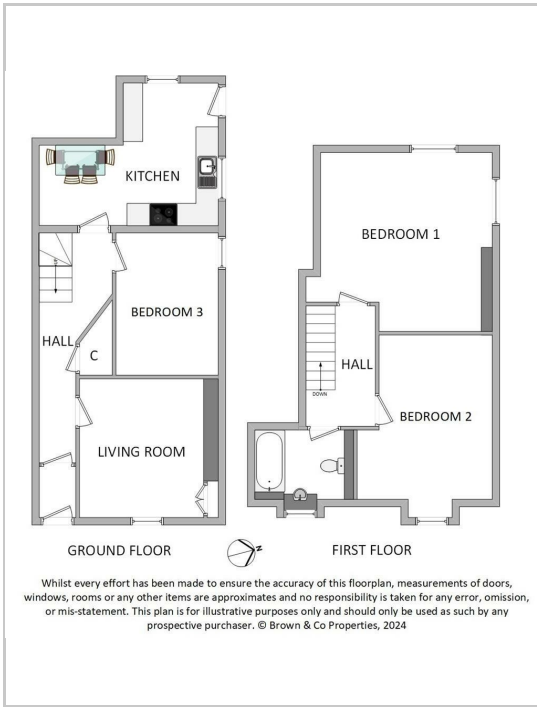 KITCHEN
BEDROOM 1
UP
BEDROOM 3
HALL
C
HALL
DOWN
BEDROOM 2
LIVING ROOM
GROUND FLOOR
N
FIRST FLOOR
Whilst every effort has been made to ensure the accuracy of this floorplan, measurements of doors,
windows, rooms or any other items are approximates and no responsibility is taken for any error, omission,
or mis-statement. This plan is for illustrative purposes only and should only be used as such by any
prospective purchaser. © Brown & Co Properties, 2024